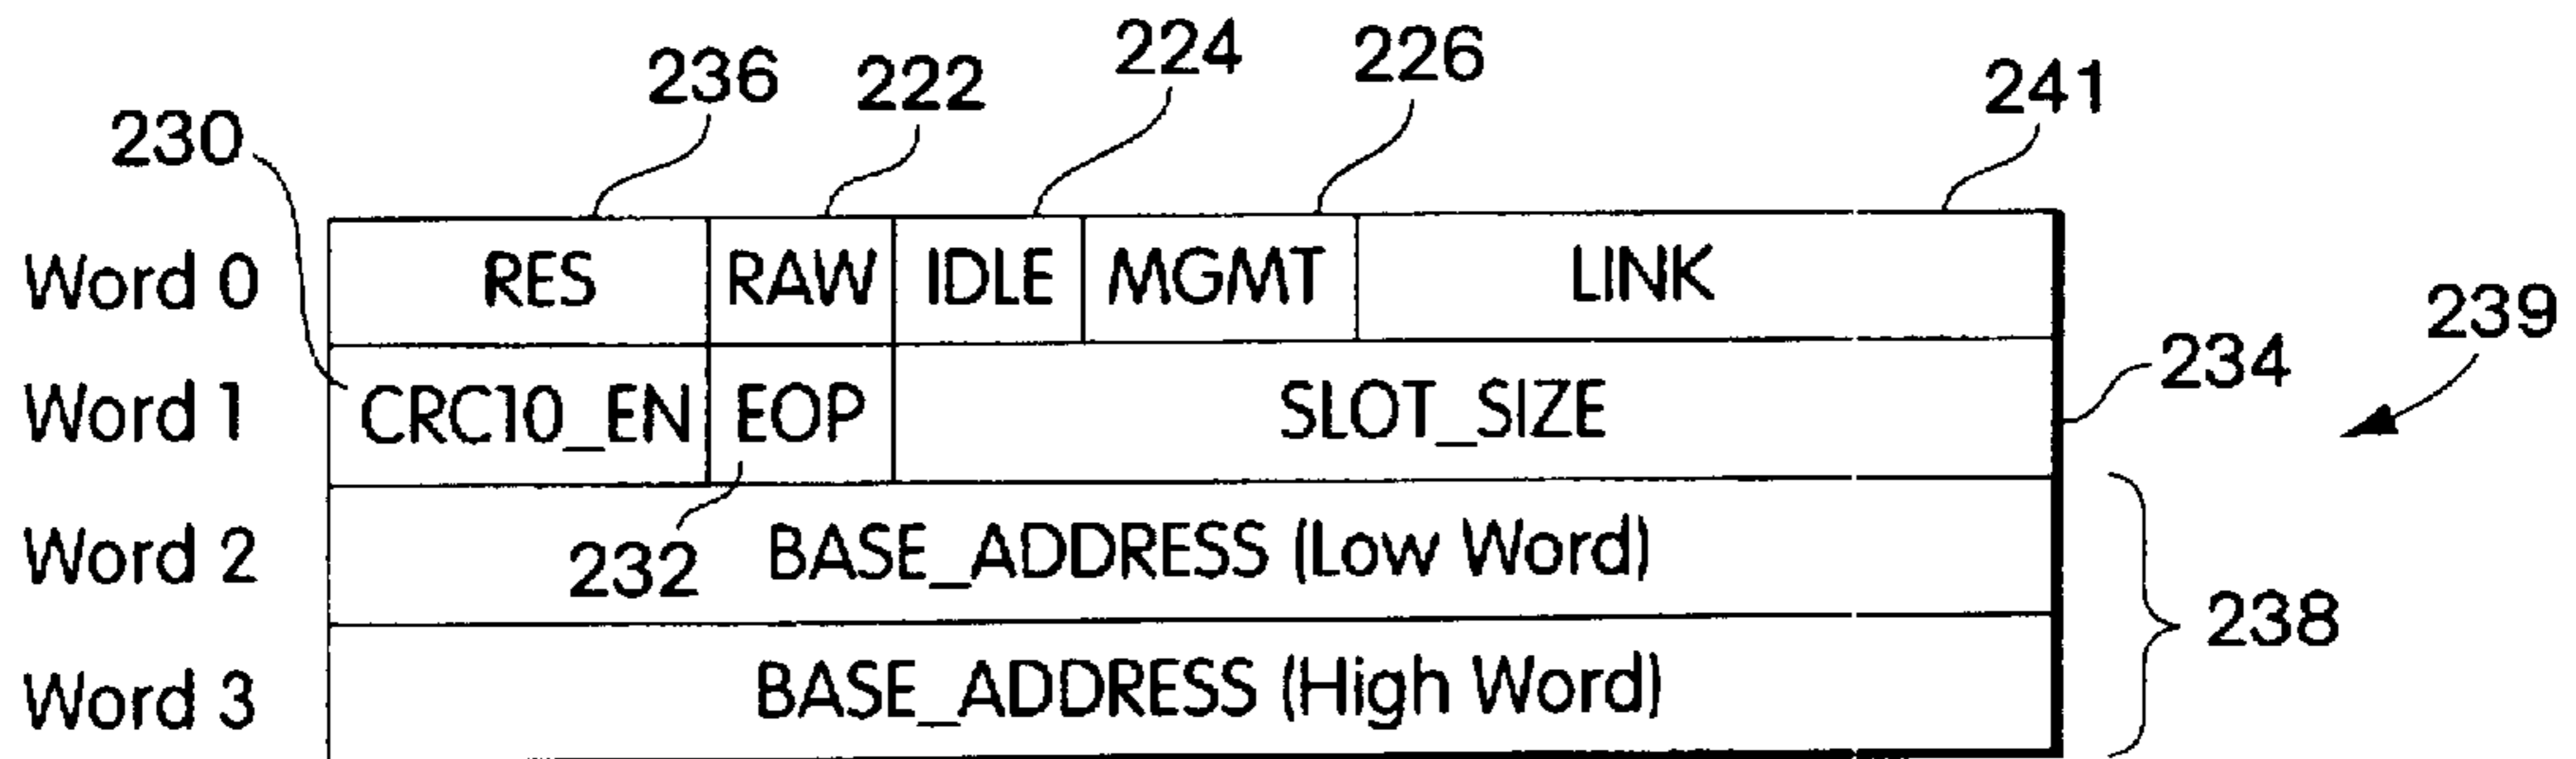 236 222 224 226 241
230
Word 0 RES RAW IDLE MGMT LINK
239
Word 1 CRC10_EN EOP SLOT_SIZE 234
Word 2 232 BASE_ADDRESS (Low Word)
238
Word 3 BASE_ADDRESS (High Word)